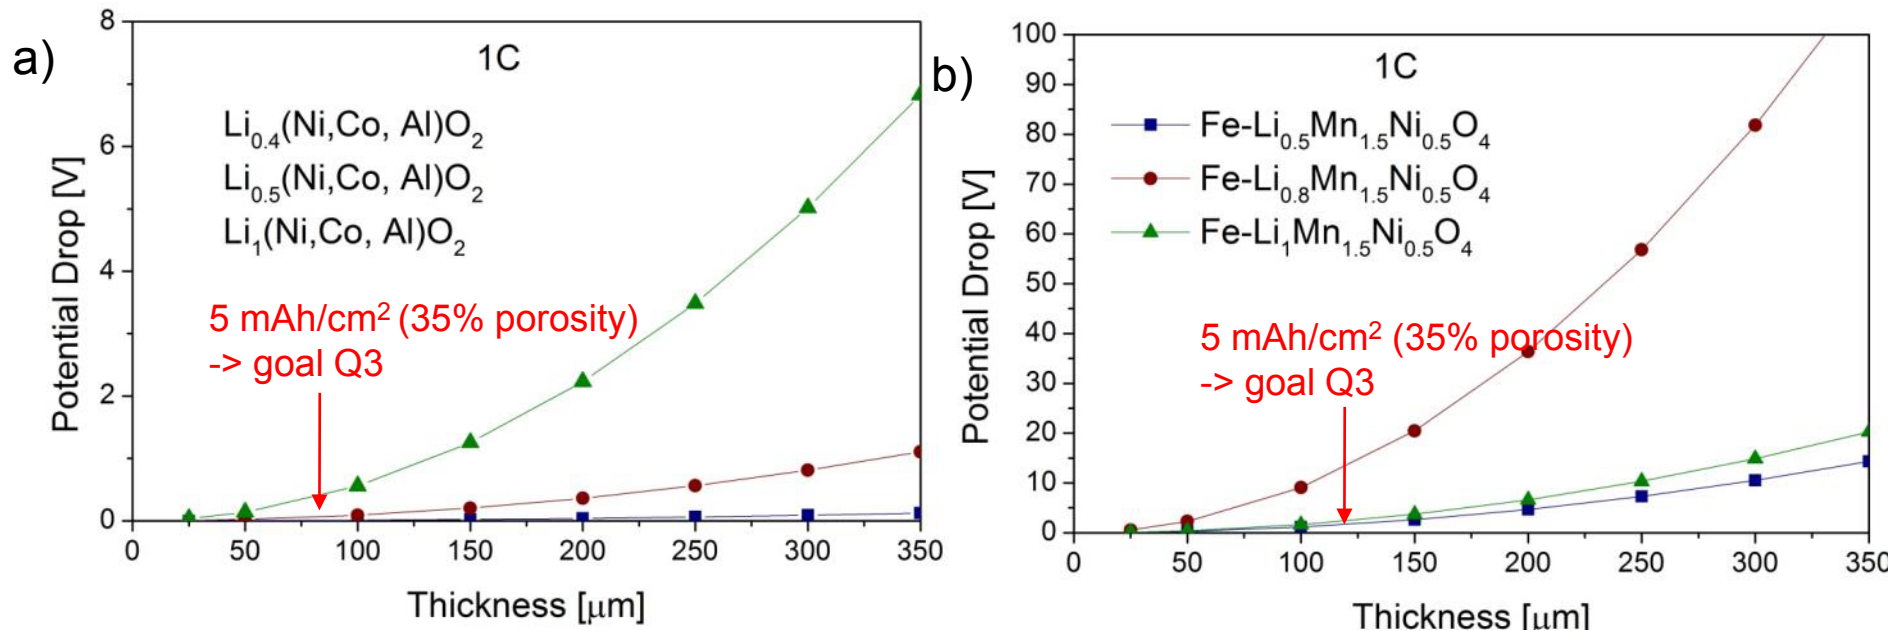 a)
1C
Li0.4(Ni,Co, Al)O2
Li0.5(Ni,Co, Al)O2
Li1(Ni,Co, Al)O2
5 mAh/cm2 (35% porosity)
-> goal Q3
Potential Drop [V]
8
6
4
2
0
0 50 100 150 200 250 300 350
Thickness [μm]
b)
1C
Fe-Li0.5Mn1.5Ni0.5O4
Fe-Li0.8Mn1.5Ni0.5O4
Fe-Li1Mn1.5Ni0.5O4
5 mAh/cm2 (35% porosity)
-> goal Q3
Potential Drop [V]
100
90
80
70
60
50
40
30
20
10
0
0 50 100 150 200 250 300 350
Thickness [μm]